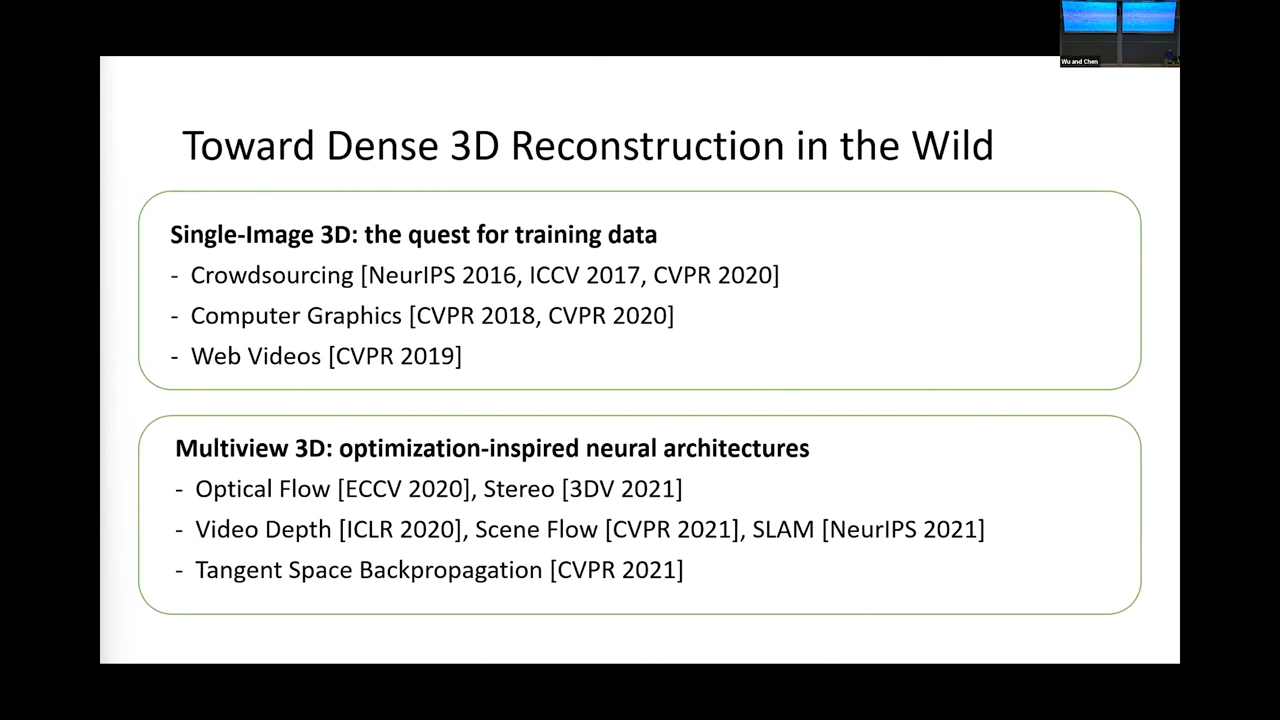 Wu and Chen
Toward Dense 3D Reconstruction in the Wild
Single-Image 3D: the quest for training data
- Crowdsourcing [NeurIPS 2016, ICCV 2017, CVPR 2020]
- Computer Graphics [CVPR 2018, CVPR 2020]
- Web Videos [CVPR 2019]
Multiview 3D: optimization-inspired neural architectures
- Optical Flow [ECCV 2020], Stereo [3DV 2021]
- Video Depth [ICLR 2020], Scene Flow [CVPR 2021], SLAM [NeurIPS 2021]
- Tangent Space Backpropagation [CVPR 2021]